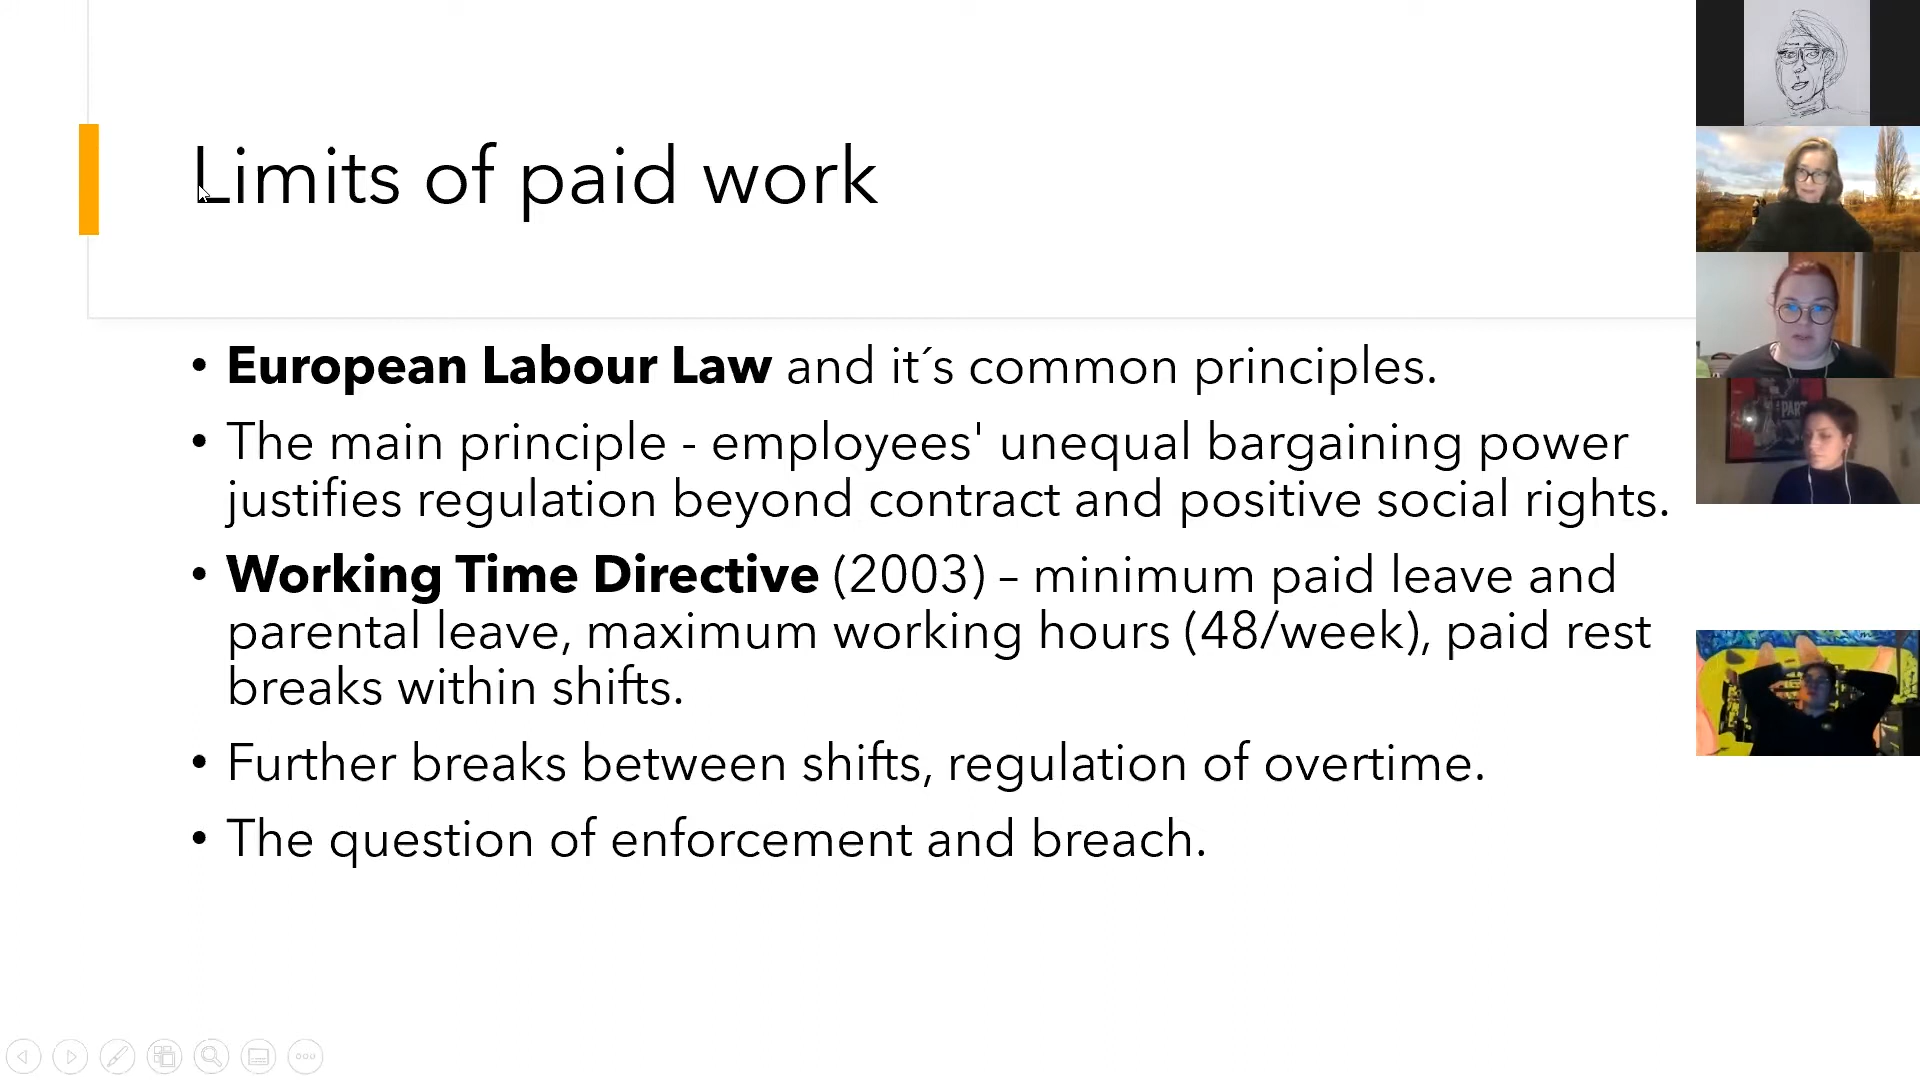 Limits of paid work
• European Labour Law and it´s common principles.
• The main principle - employees' unequal bargaining power
justifies regulation beyond contract and positive social rights.
• Working Time Directive (2003) – minimum paid leave and
parental leave, maximum working hours (48/week), paid rest
breaks within shifts.
• Further breaks between shifts, regulation of overtime.
• The question of enforcement and breach.
PART